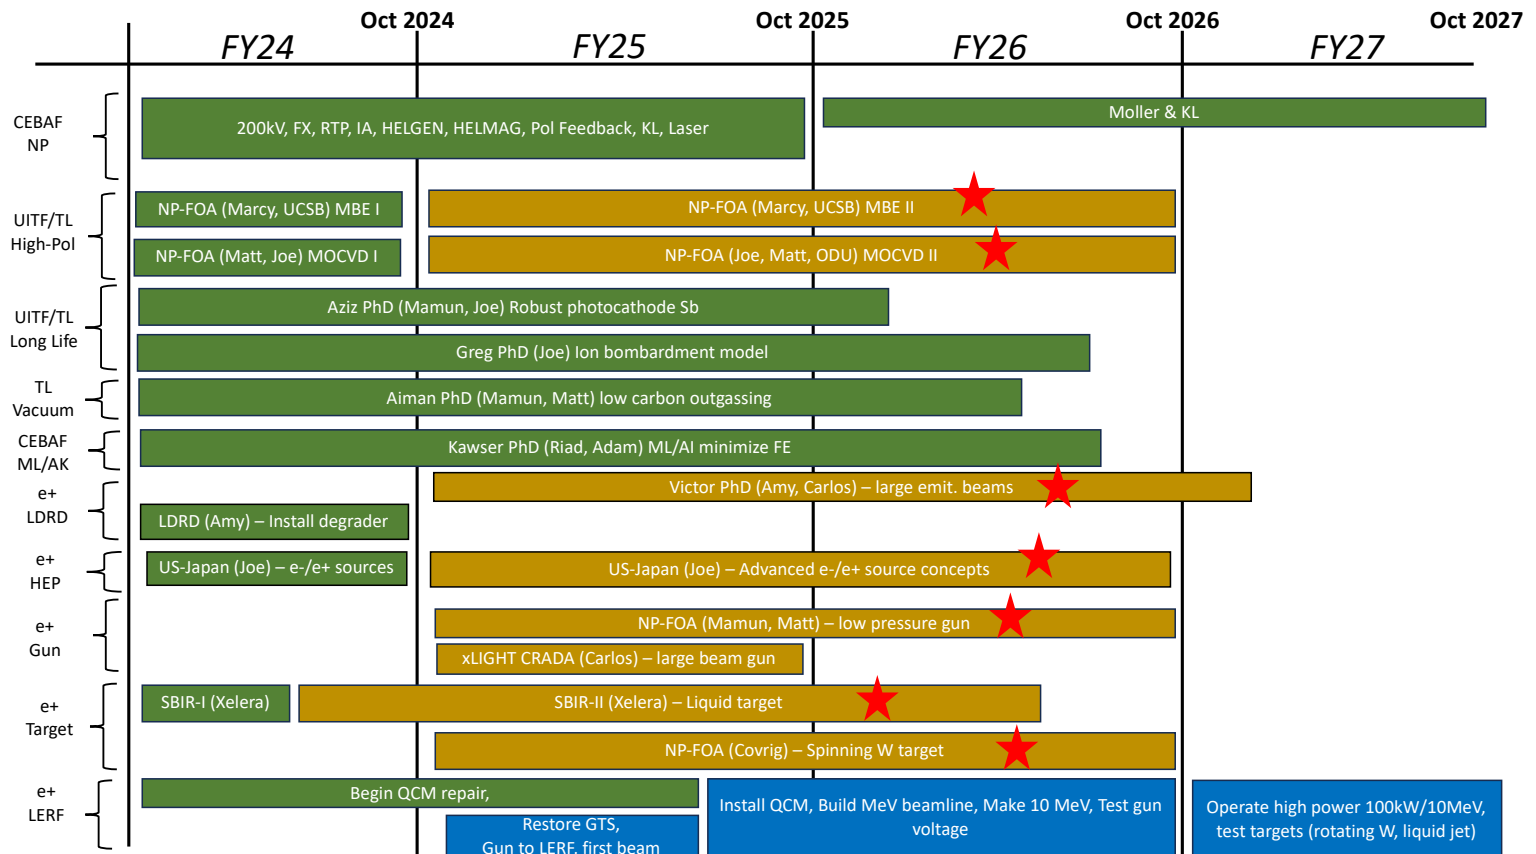 Oct 2024
Oct 2025
Oct 2026
Oct 2027
FY24
FY25
FY26
FY27
CEBAF
NP
200kV, FX, RTP, IA, HELGEN, HELMAG, Pol Feedback, KL, Laser
Moller & KL
UITF/TL
High-Pol
NP-FOA (Marcy, UCSB) MBE I
NP-FOA (Marcy, UCSB) MBE II
NP-FOA (Matt, Joe) MOCVD I
NP-FOA (Joe, Matt, ODU) MOCVD II
UITF/TL
Long Life
Aziz PhD (Mamun, Joe) Robust photocathode Sb
Greg PhD (Joe) Ion bombardment model
TL
Vacuum
Aiman PhD (Mamun, Matt) low carbon outgassing
CEBAF
ML/AK
Kawser PhD (Riad, Adam) ML/AI minimize FE
e+
LDRD
Victor PhD (Amy, Carlos) – large emit. beams
LDRD (Amy) – Install degrader
e+
HEP
US-Japan (Joe) – e-/e+ sources
US-Japan (Joe) – Advanced e-/e+ source concepts
e+
Gun
NP-FOA (Mamun, Matt) – low pressure gun
xLIGHT CRADA (Carlos) – large beam gun
e+
Target
SBIR-I (Xelera)
SBIR-II (Xelera) – Liquid target
NP-FOA (Covrig) – Spinning W target
e+
LERF
Begin QCM repair,
Restore GTS,
Gun to LERF, first beam
Install QCM, Build MeV beamline, Make 10 MeV, Test gun
voltage
Operate high power 100kW/10MeV,
test targets (rotating W, liquid jet)